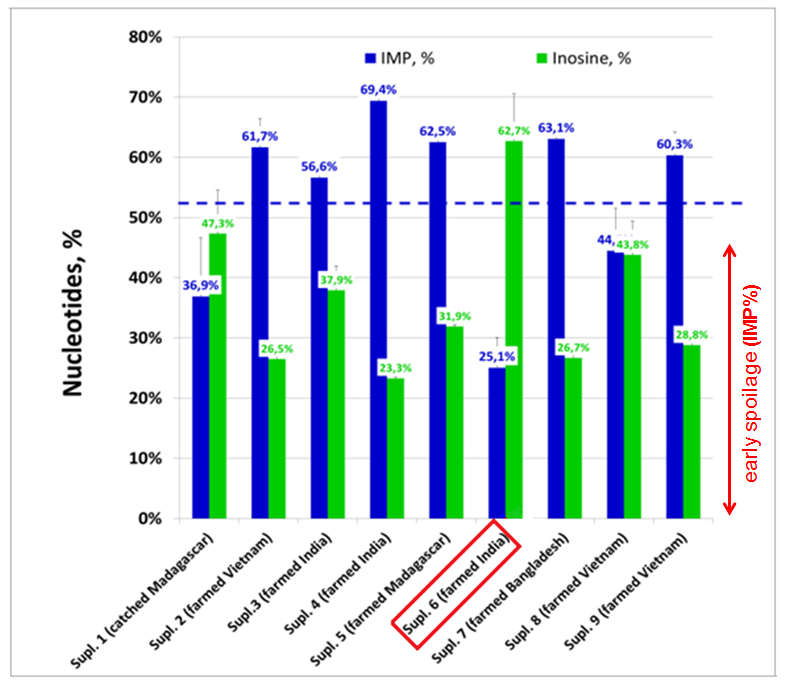 80%
IMP, %
Inosine, %
70%
69,4%
61,7%
62,5%
62,7%
63,1%
60,3%
60%
56,6%
50%
47,3%
44,
43,8%
40%
36,9%
37,9%
31,9%
30%
26,5%
28,8%
26,7%
25,1%
23,3%
20%
10%
0%
Nucleotides, %
early spoilage (IMP%)
Supl. 1 (catched Madagascar)
Supl. 2 (farmed Vietnam)
Supl.3 (farmed India)
Supl. 4 (farmed India)
Supl. 5 (farmed Madagascar)
Supl. 6 (farmed India)
Supl. 7 (farmed Bangladesh)
Supl. 8 (farmed Vietnam)
Supl. 9 (farmed Vietnam)